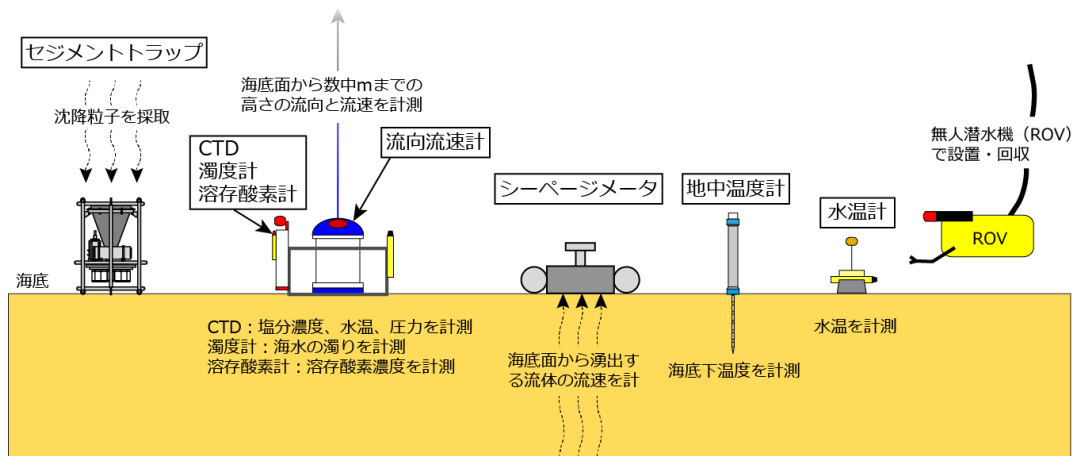 セジメントトラップ
沈降粒子を採取
海底面から数中mまでの
高さの流向と流速を計測
CTD
濁度計
溶存酸素計
流向流速計
シーページメータ
地中温度計
水温計
無人潜水機（ROV）
で設置・回収
ROV
海底
CTD：塩分濃度、水温、圧力を計測
濁度計：海水の濁りを計測
溶存酸素計：溶存酸素濃度を計測
海底面から湧出す
る流体の流速を計
海底下温度を計測
水温を計測